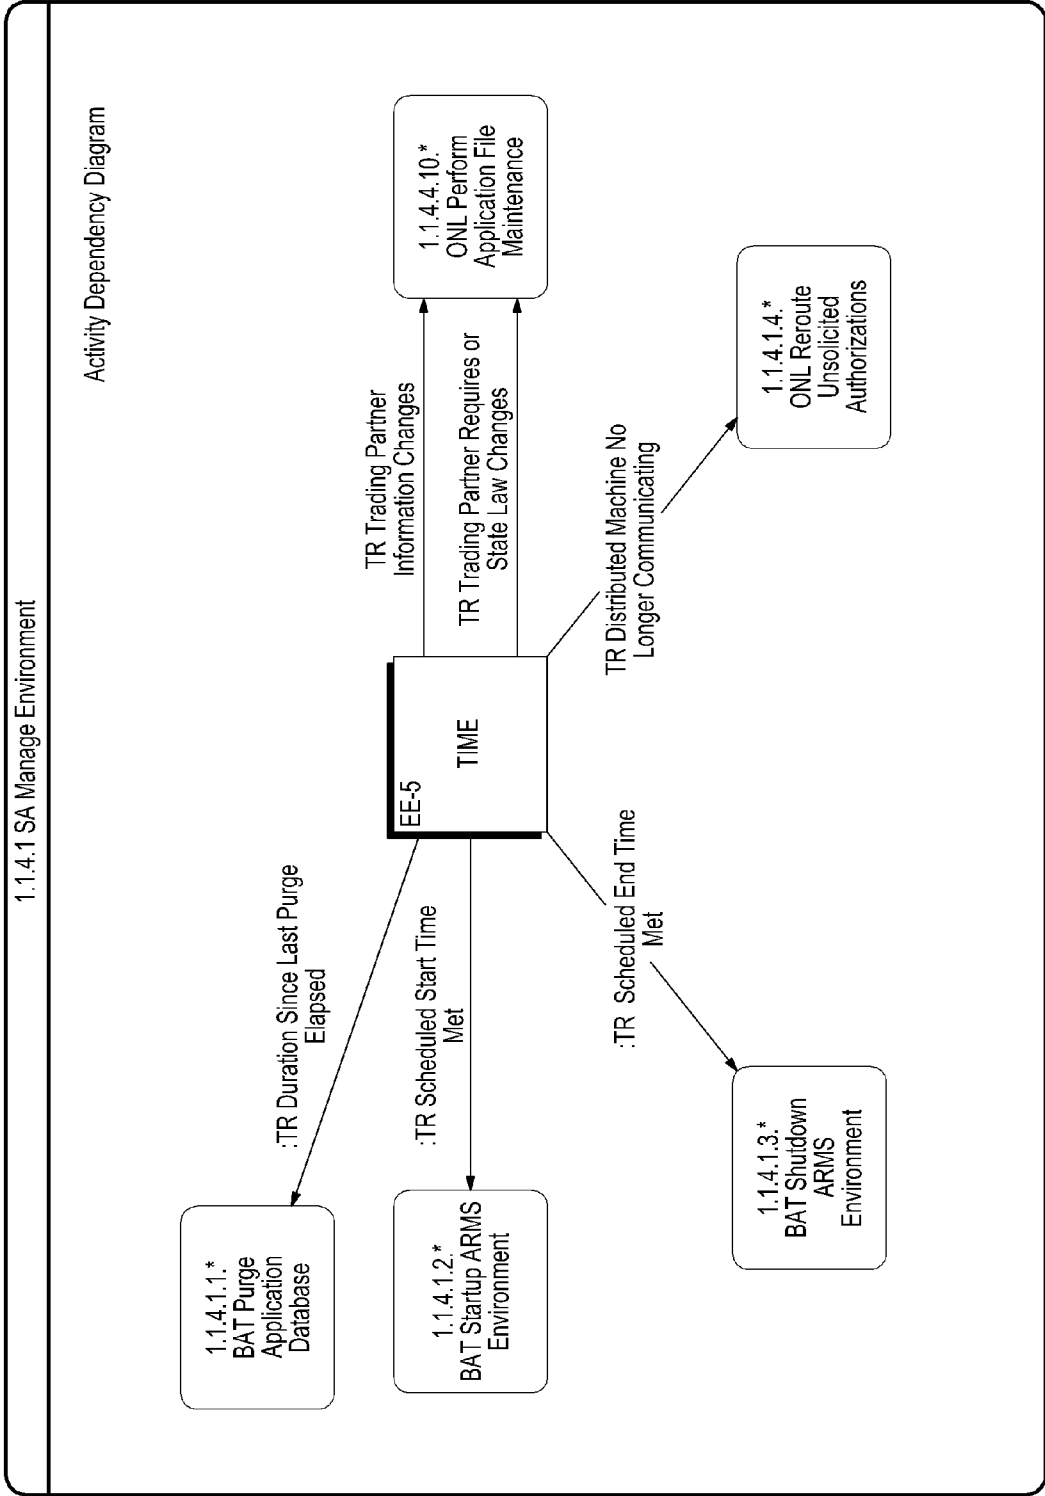 1.1.4.1 SA Manage Environment
Activity Dependency Diagram
1.1.4.1.1.*
BAT Purge
Application
Database
:TR Duration Since Last Purge
Elapsed
1.1.4.1.2.*
BAT Startup ARMS
Environment
:TR Scheduled Start Time
Met
EE-5
TIME
TR Trading Partner
Information Changes
TR Trading Partner Requires or
State Law Changes
1.1.4.4.10.*
ONL Perform
Application File
Maintenance
:TR Scheduled End Time
Met
1.1.4.1.3.*
BAT Shutdown
ARMS
Environment
TR Distributed Machine No
Longer Communicating
1.1.4.1.4.*
ONL Reroute
Unsolicited
Authorizations